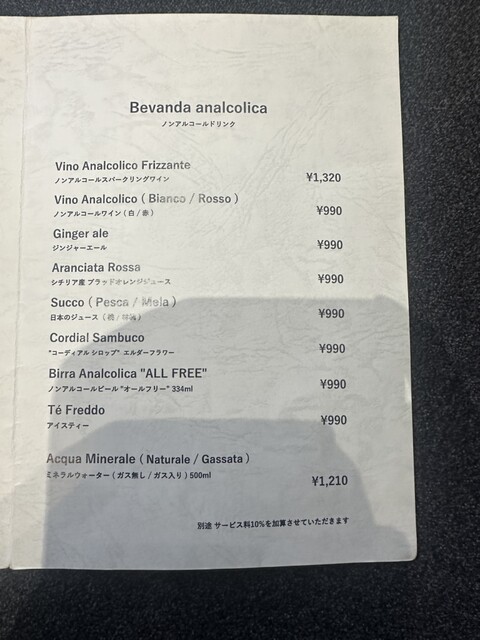 Bevanda analcolica
ノンアルコールドリンク
Vino Analcolico Frizzante
ノンアルコールスパークリングワイン
¥1,320
Vino Analcolico ( Bianco / Rosso )
ノンアルコールワイン ( 白 / 赤 )
¥990
Ginger ale
ジンジャーエール
¥990
Aranciata Rossa
シチリア産 ブラッドオレンジジュース
¥990
Succo ( Pesca / Mela )
日本のジュース ( 桃 / 林檎 )
¥990
Cordial Sambuco
"コーディアル シロップ" エルダーフラワー
¥990
Birra Analcolica "ALL FREE"
ノンアルコールビール "オールフリー" 334ml
¥990
Té Freddo
アイスティー
¥990
Acqua Minerale ( Naturale / Gassata )
ミネラルウォーター ( ガス無し / ガス入り ) 500ml
¥1,210
別途 サービス料10%を加算させていただきます